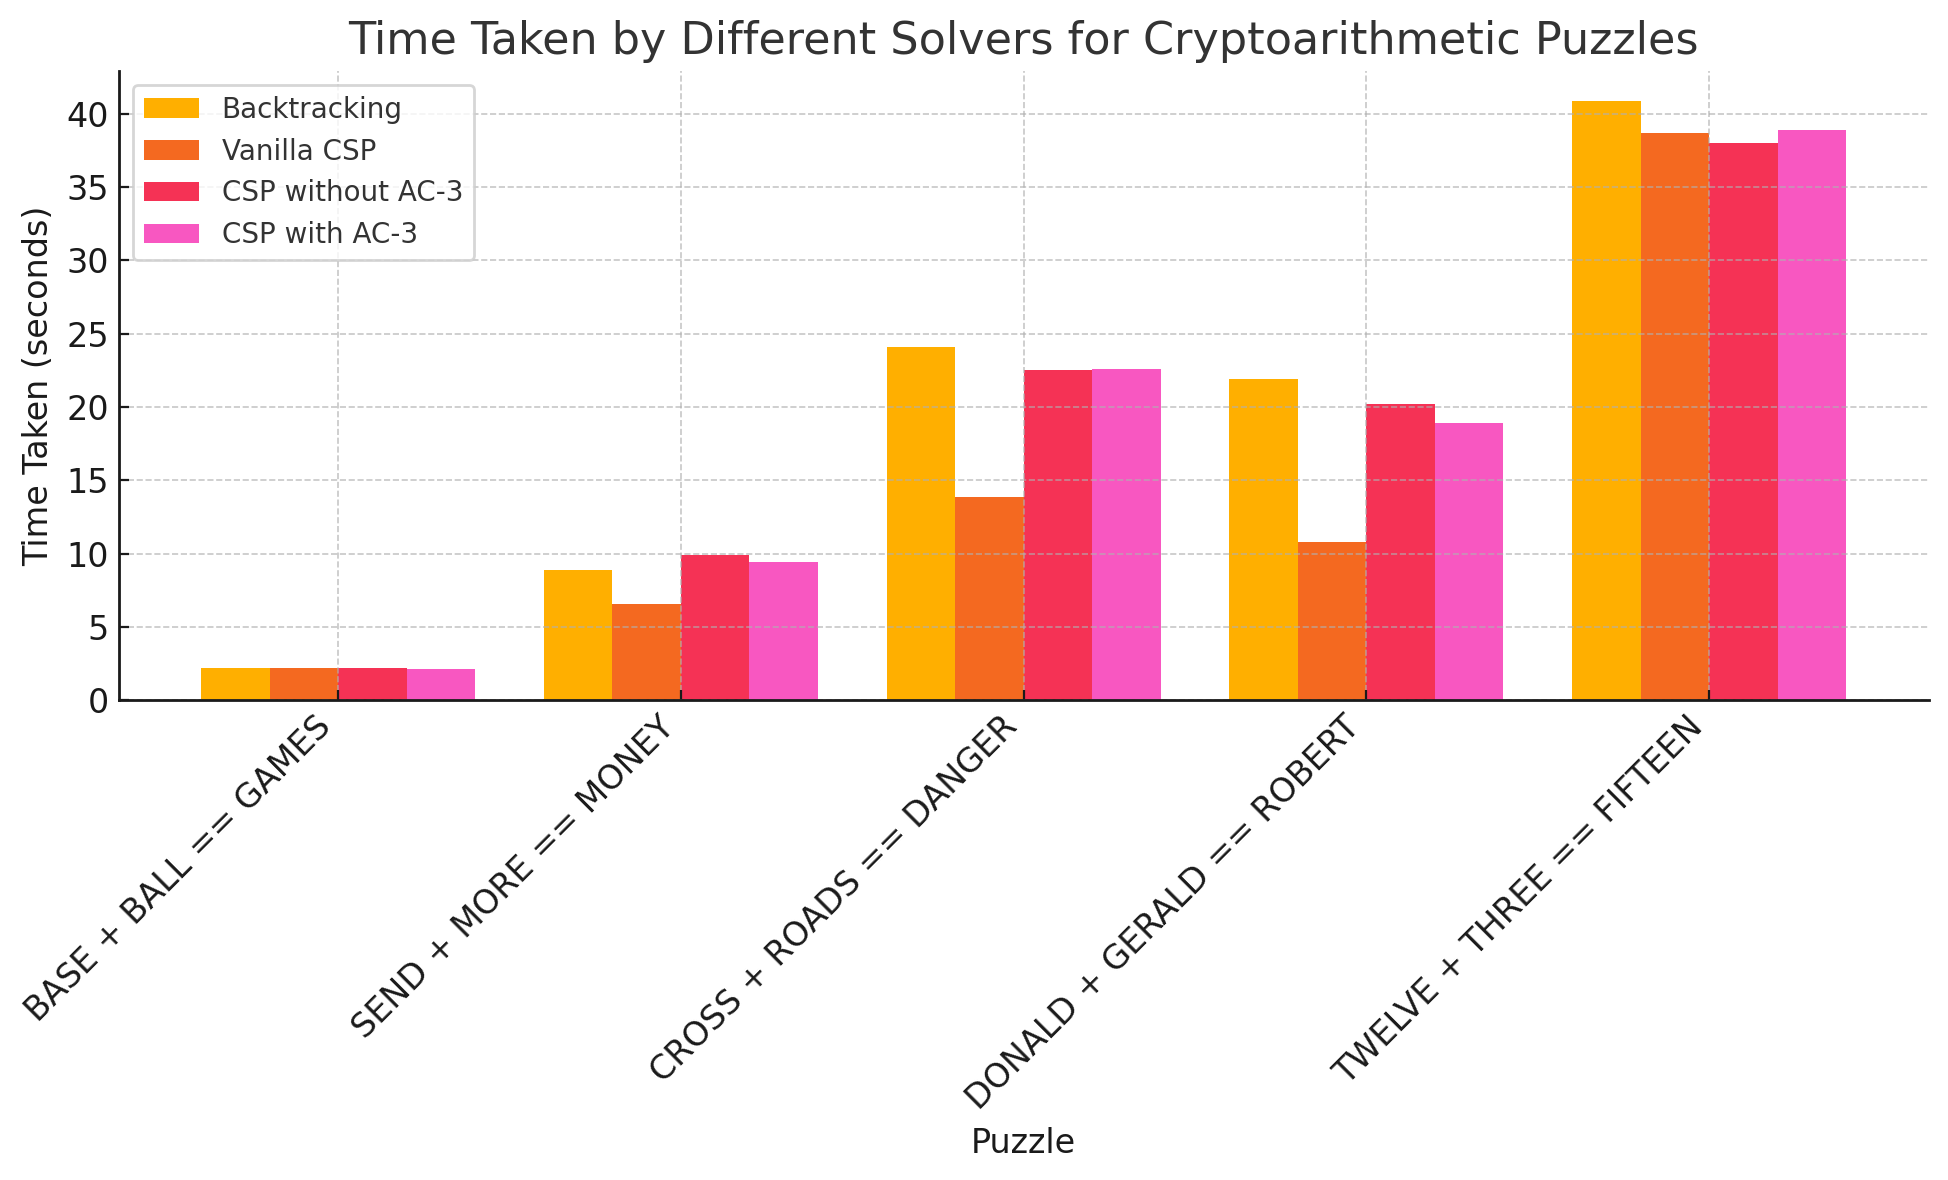 Time Taken by Different Solvers for Cryptoarithmetic Puzzles
Backtracking
Vanilla CSP
CSP without AC-3
CSP with AC-3
Time Taken (seconds)
40
35
30
25
20
15
10
5
0
BASE + BALL == GAMES
SEND + MORE == MONEY
CROSS + ROADS == DANGER
DONALD + GERALD == ROBERT
TWELVE + THREE == FIFTEEN
Puzzle